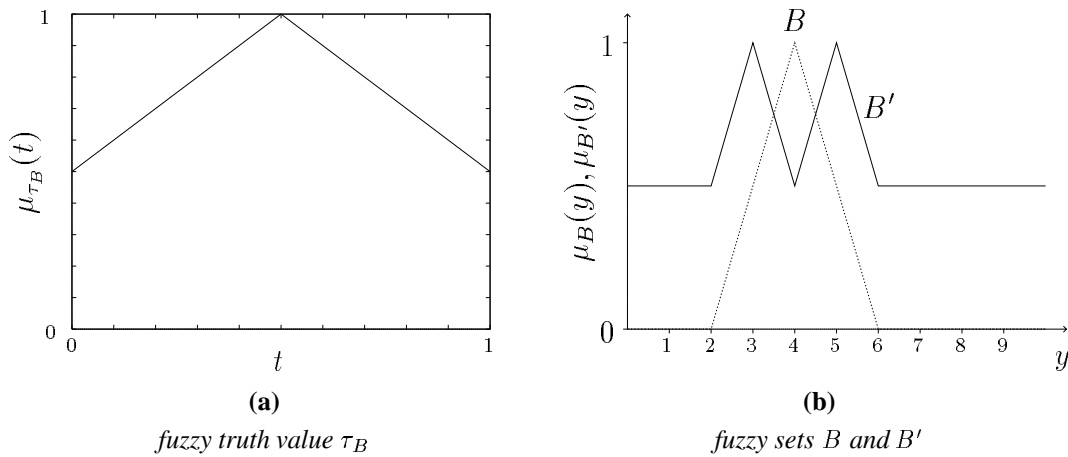 1
μ_{τ_B}(t)
0
0
1
t
(a)
fuzzy truth value τ_B
B
1
B′
μ_B(y), μ_{B′}(y)
0
1 2 3 4 5 6 7 8 9
y
(b)
fuzzy sets B and B′